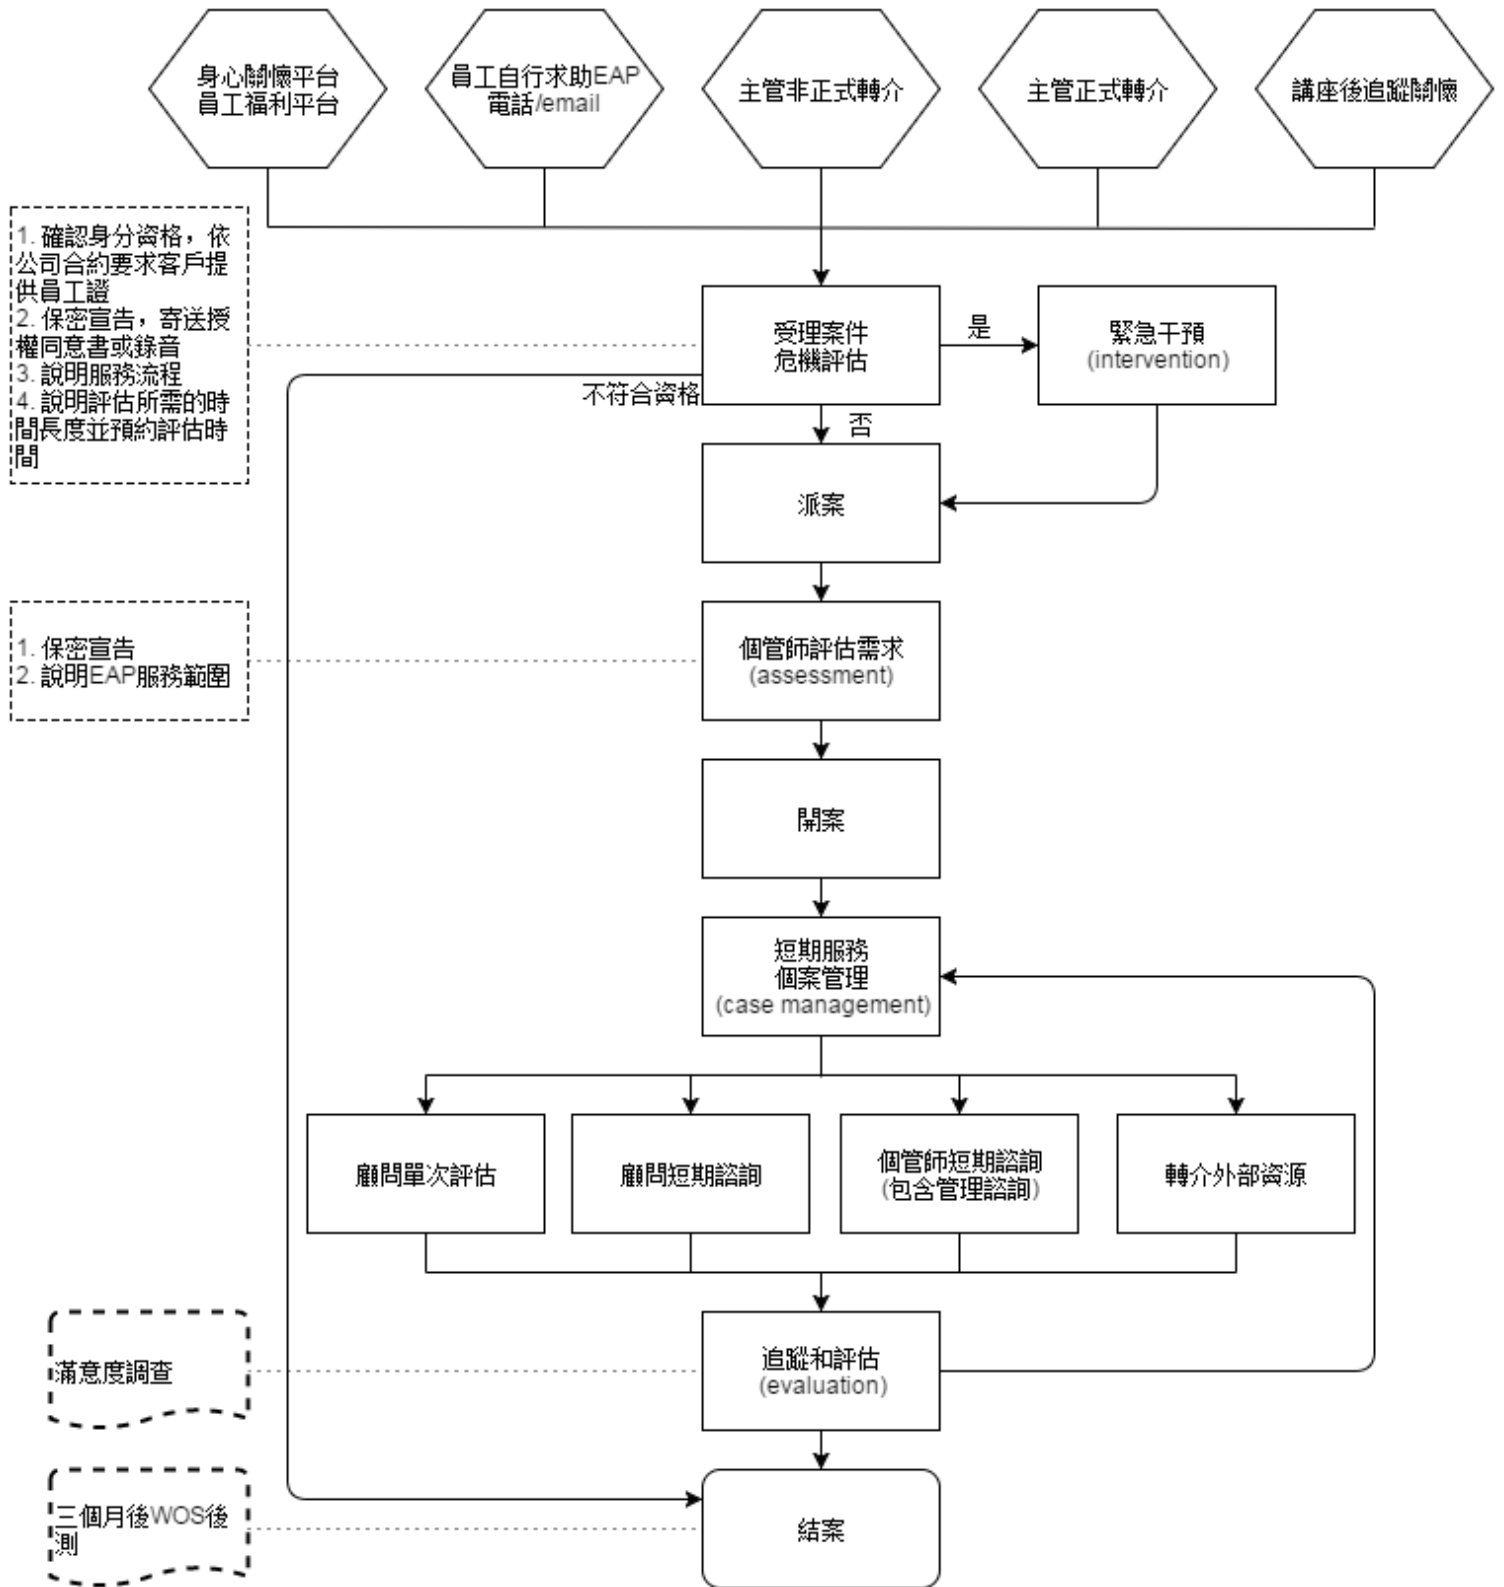 身心關懷平台
員工福利平台
員工自行求助EAP
電話/email
主管非正式轉介
主管正式轉介
講座後追蹤關懷
1. 確認身分資格，依
公司合約要求客戶提
供員工證
2. 保密宣告，寄送授
權同意書或錄音
3. 說明服務流程
4. 說明評估所需的時
間長度並預約評估時
間
受理案件
危機評估
是
緊急干預
(intervention)
不符合資格
否
派案
1. 保密宣告
2. 說明EAP服務範圍
個管師評估需求
(assessment)
開案
短期服務
個案管理
(case management)
顧問單次評估
顧問短期諮詢
個管師短期諮詢
(包含管理諮詢)
轉介外部資源
滿意度調查
追蹤和評估
(evaluation)
三個月後WOS後
測
結案